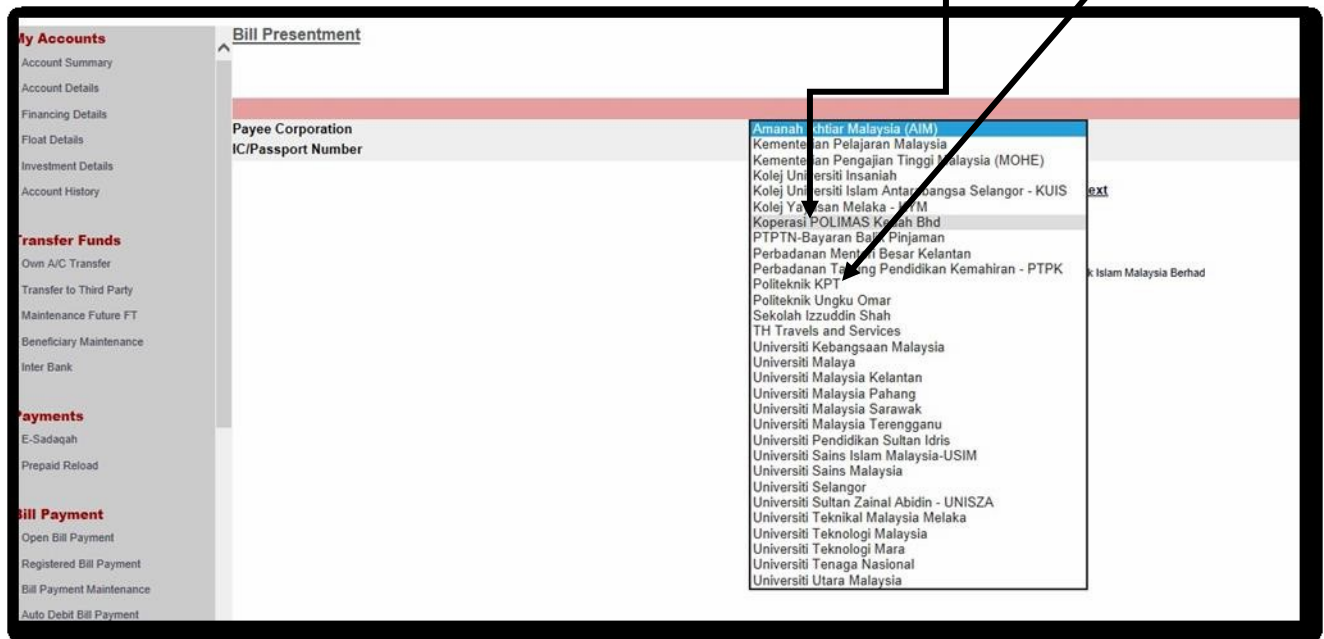 My Accounts
Account Summary
Account Details
Financing Details
Float Details
Investment Details
Account History
Transfer Funds
Own A/C Transfer
Transfer to Third Party
Maintenance Future FT
Beneficiary Maintenance
Inter Bank
Payments
E-Sadaqah
Prepaid Reload
Bill Payment
Open Bill Payment
Registered Bill Payment
Bill Payment Maintenance
Auto Debit Bill Payment
Bill Presentment
Payee Corporation
IC/Passport Number
Amanah Ikhtiar Malaysia (AIM)
Kementerian Pelajaran Malaysia
Kementerian Pengajian Tinggi Malaysia (MOHE)
Kolej Universiti Insaniah
Kolej Universiti Islam Antarabangsa Selangor - KUIS
Kolej Yayasan Melaka - KYM
Koperasi POLIMAS Kedah Bhd
PTPTN-Bayaran Balik Pinjaman
Perbadanan Menteri Besar Kelantan
Perbadanan Tabung Pendidikan Kemahiran - PTPK
Politeknik KPT
Politeknik Ungku Omar
Sekolah Izzuddin Shah
TH Travels and Services
Universiti Kebangsaan Malaysia
Universiti Malaya
Universiti Malaysia Kelantan
Universiti Malaysia Pahang
Universiti Malaysia Sarawak
Universiti Malaysia Terengganu
Universiti Pendidikan Sultan Idris
Universiti Sains Islam Malaysia-USIM
Universiti Sains Malaysia
Universiti Selangor
Universiti Sultan Zainal Abidin - UNISZA
Universiti Teknikal Malaysia Melaka
Universiti Teknologi Malaysia
Universiti Teknologi Mara
Universiti Tenaga Nasional
Universiti Utara Malaysia
ext
k Islam Malaysia Berhad